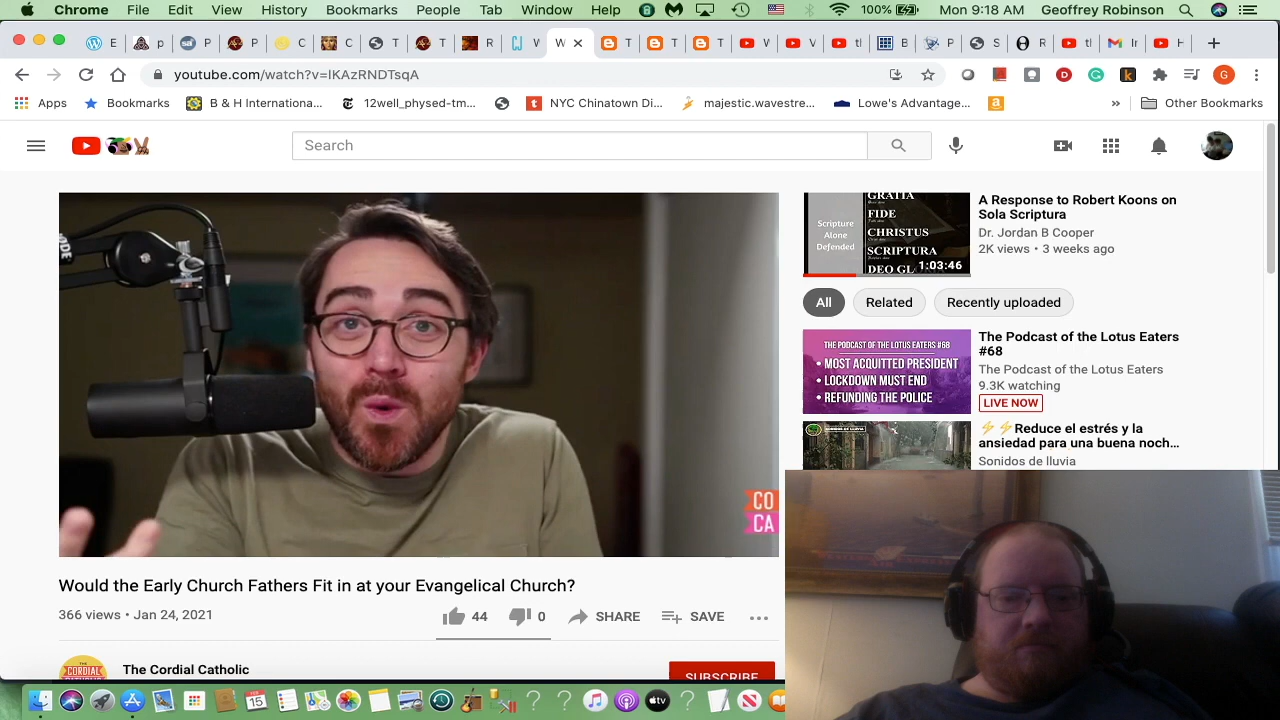 Chrome File Edit View History Bookmarks People Tab Window Help 100% Mon 9:18 AM Geoffrey Robinson
youtube.com/watch?v=IKAzRNDTsqA
Apps Bookmarks B & H Internationa... 12well_physed-tm... NYC Chinatown Di... majestic.wavestre... Lowe's Advantage... » Other Bookmarks
Search
A Response to Robert Koons on
Sola Scriptura
Dr. Jordan B Cooper
2K views • 3 weeks ago
Scripture
Alone
Defended
GRATIA
FIDE
CHRISTUS
SCRIPTURA
DEO GL
1:03:46
All Related Recently uploaded
THE PODCAST OF THE LOTUS EATERS #68
• MOST ACQUITTED PRESIDENT
• LOCKDOWN MUST END
• REFUNDING THE POLICE
The Podcast of the Lotus Eaters
#68
The Podcast of the Lotus Eaters
9.3K watching
LIVE NOW
⚡⚡Reduce el estrés y la
ansiedad para una buena noch...
Sonidos de lluvia
CO
CA
Would the Early Church Fathers Fit in at your Evangelical Church?
366 views • Jan 24, 2021 44 0 SHARE SAVE
The Cordial Catholic
SUBSCRIBE